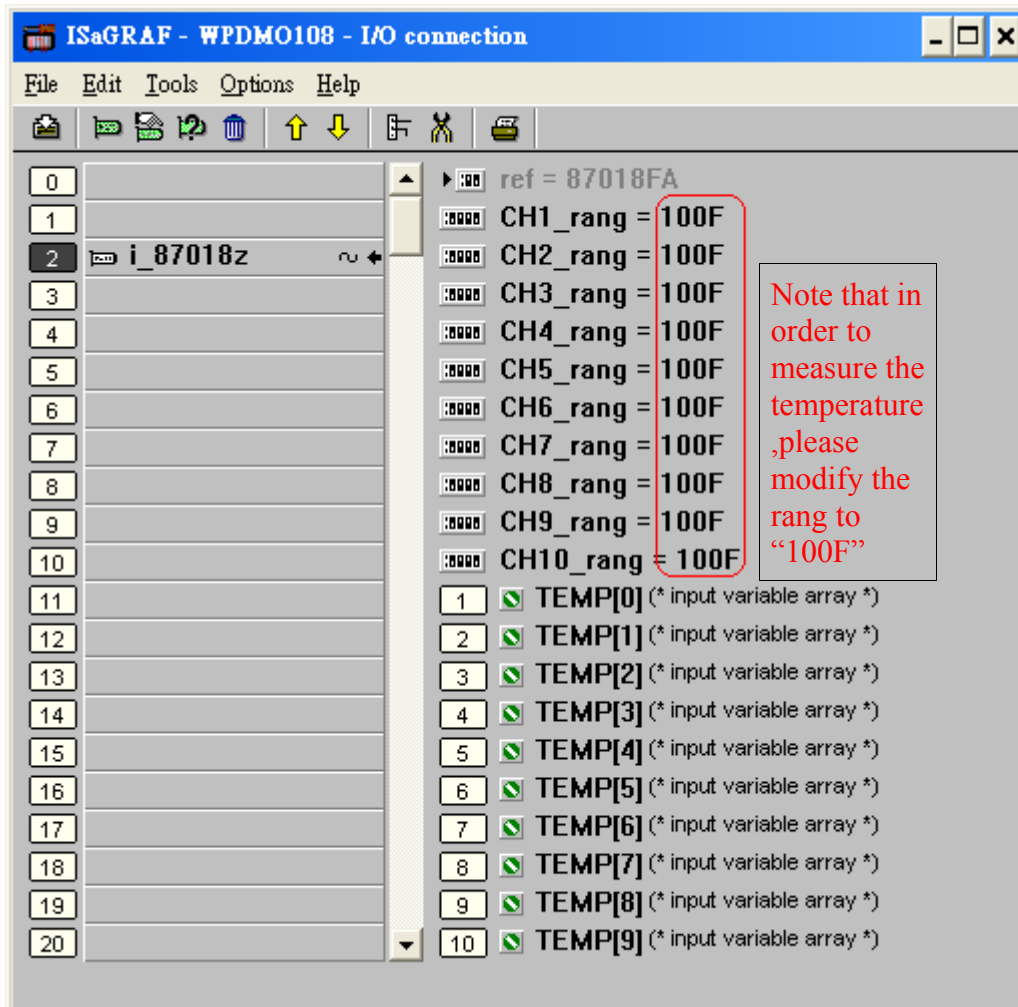 ISaGRAF - WPDMO108 - I/O connection
File Edit Tools Options Help
0
1
2 i_87018z
3
4
5
6
7
8
9
10
11
12
13
14
15
16
17
18
19
20
ref = 87018FA
CH1_rang = 100F
CH2_rang = 100F
CH3_rang = 100F
CH4_rang = 100F
CH5_rang = 100F
CH6_rang = 100F
CH7_rang = 100F
CH8_rang = 100F
CH9_rang = 100F
CH10_rang = 100F
1 TEMP[0] (* input variable array *)
2 TEMP[1] (* input variable array *)
3 TEMP[2] (* input variable array *)
4 TEMP[3] (* input variable array *)
5 TEMP[4] (* input variable array *)
6 TEMP[5] (* input variable array *)
7 TEMP[6] (* input variable array *)
8 TEMP[7] (* input variable array *)
9 TEMP[8] (* input variable array *)
10 TEMP[9] (* input variable array *)
Note that in
order to
measure the
temperature
,please
modify the
rang to
“100F”